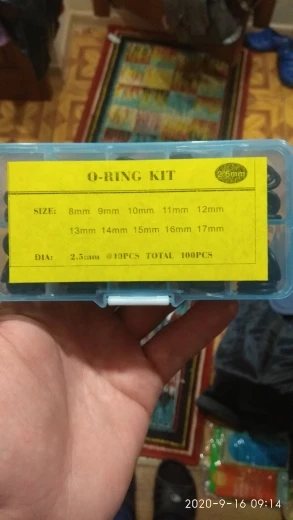 O-RING KIT
2.5mm
SIZE: 8mm 9mm 10mm 11mm 12mm
13mm 14mm 15mm 16mm 17mm
DIA: 2.5mm @10PCS TOTAL 100PCS
2020-9-16 09:14